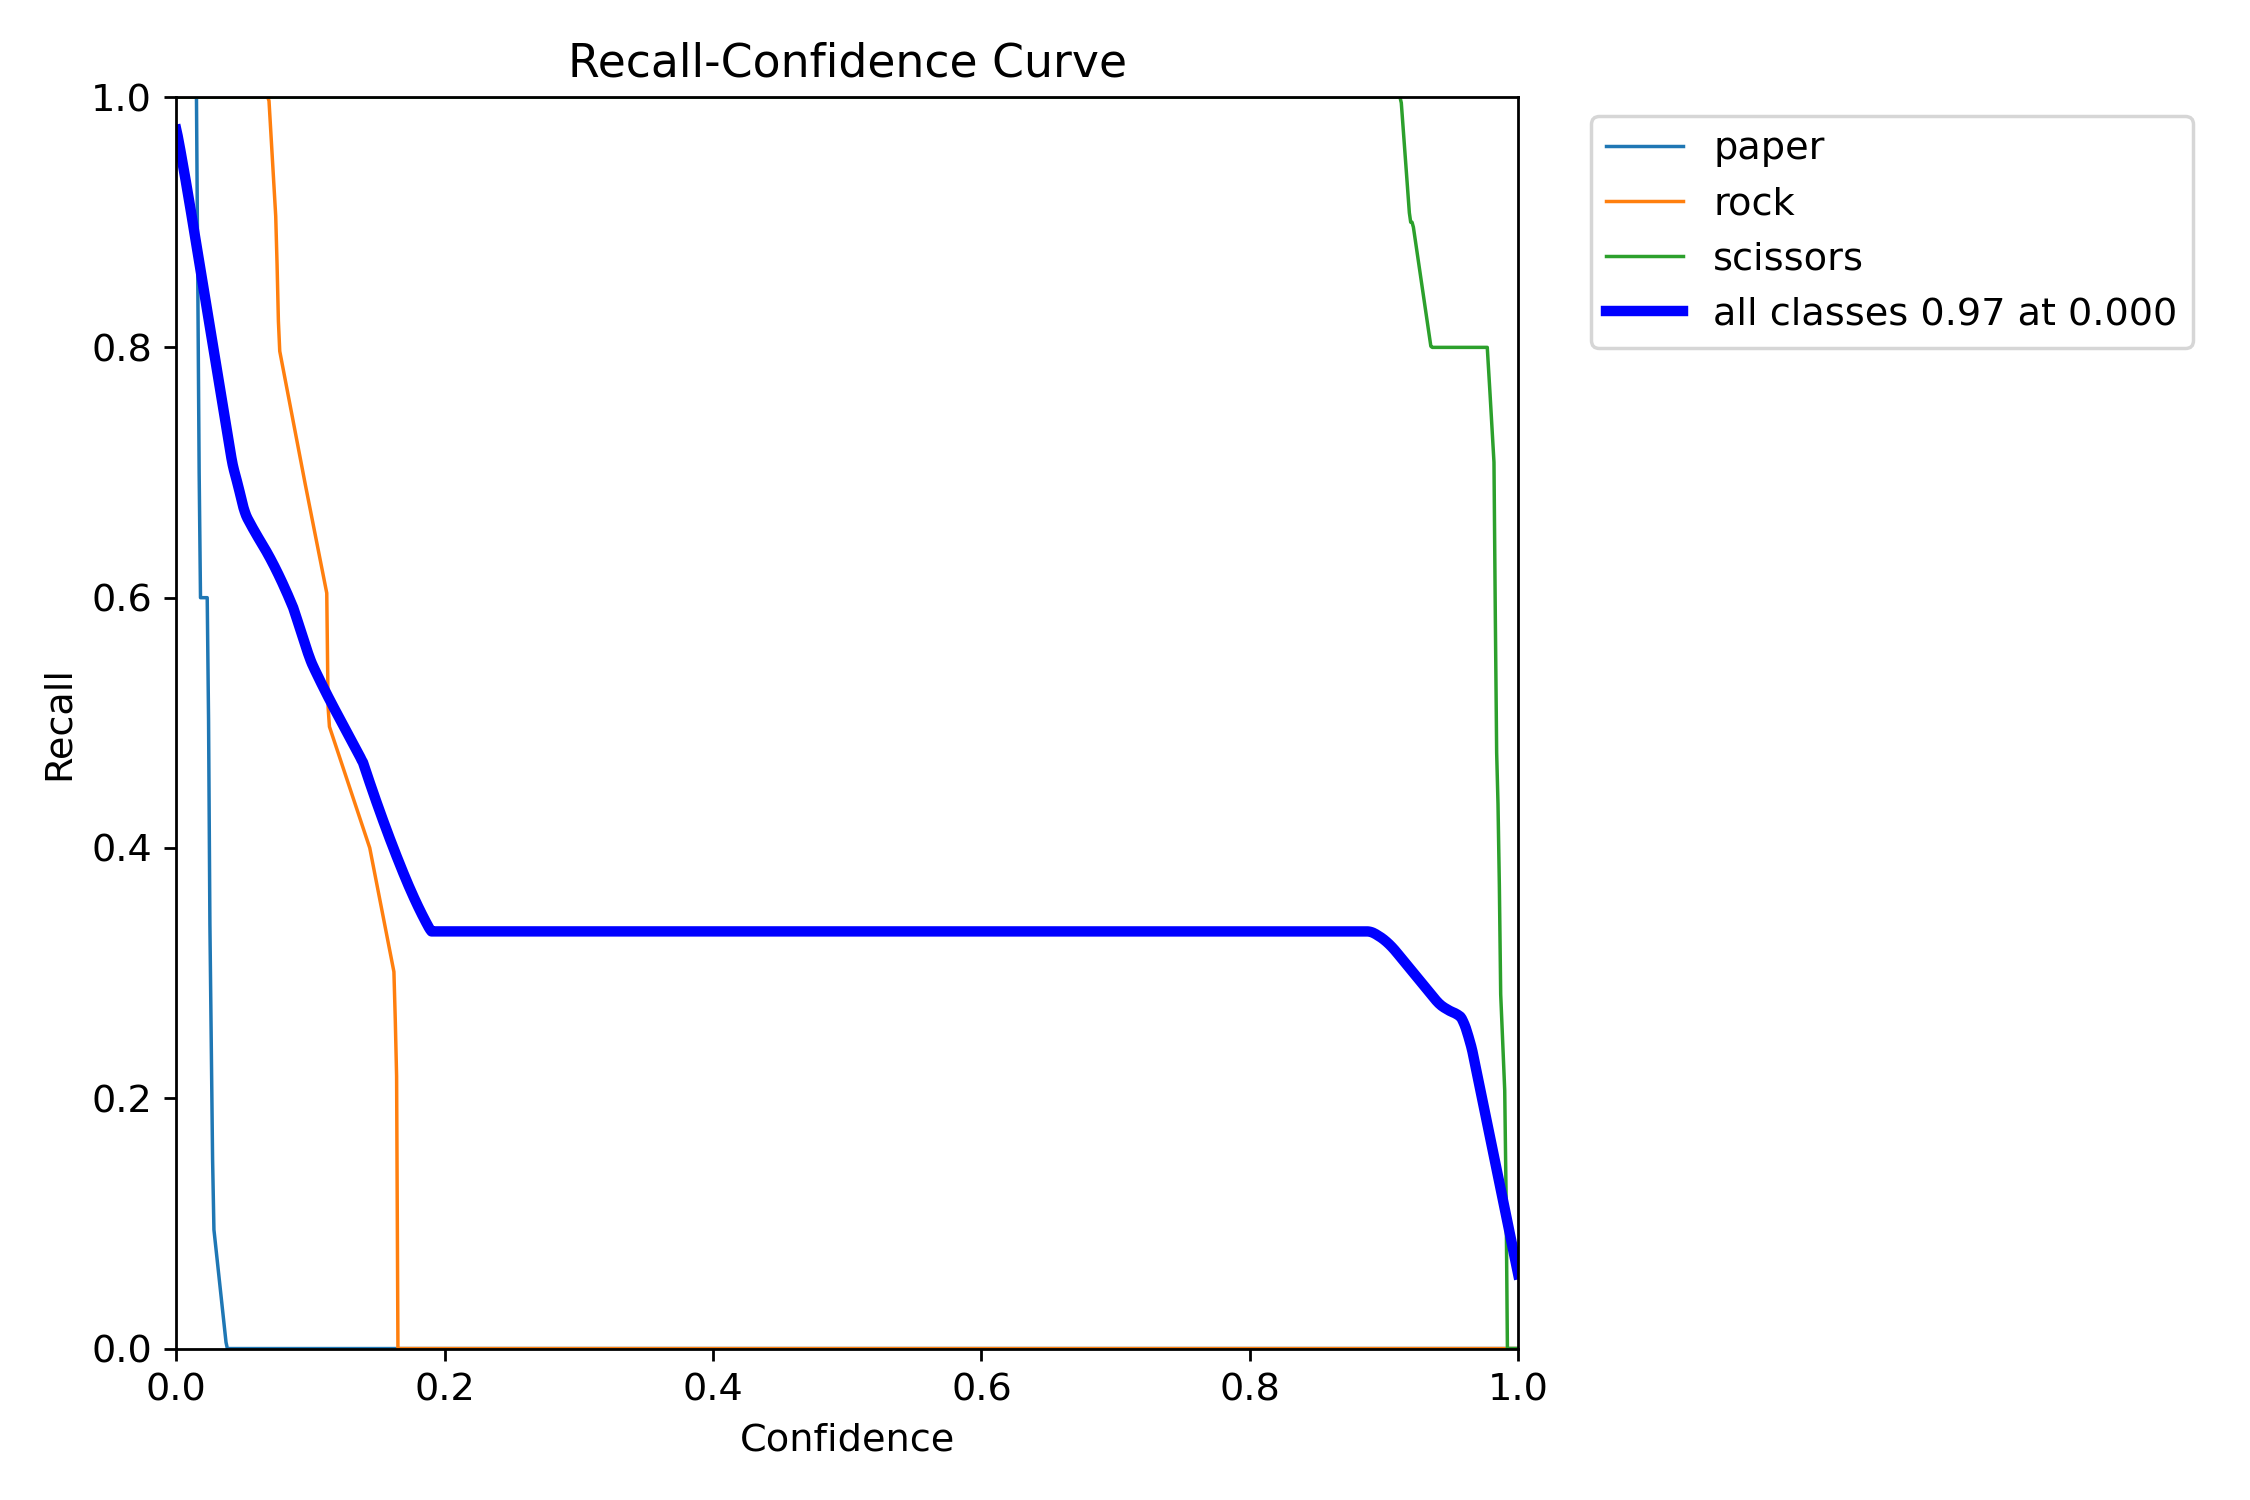 Recall-Confidence Curve
1.0
0.8
0.6
0.4
0.2
0.0
Recall
0.0 0.2 0.4 0.6 0.8 1.0
Confidence
paper
rock
scissors
all classes 0.97 at 0.000